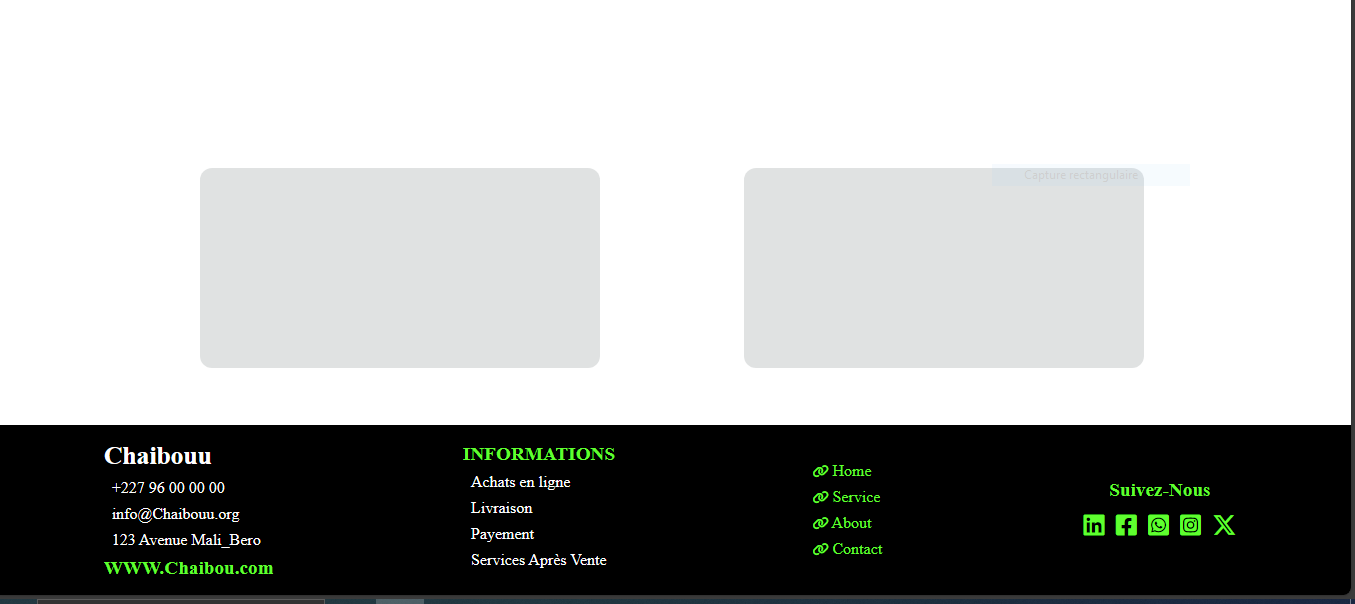 Capture rectangulaire
Chaibouu
+227 96 00 00 00
info@Chaibouu.org
123 Avenue Mali_Bero
WWW.Chaibou.com
INFORMATIONS
Achats en ligne
Livraison
Payement
Services Après Vente
Home
Service
About
Contact
Suivez-Nous